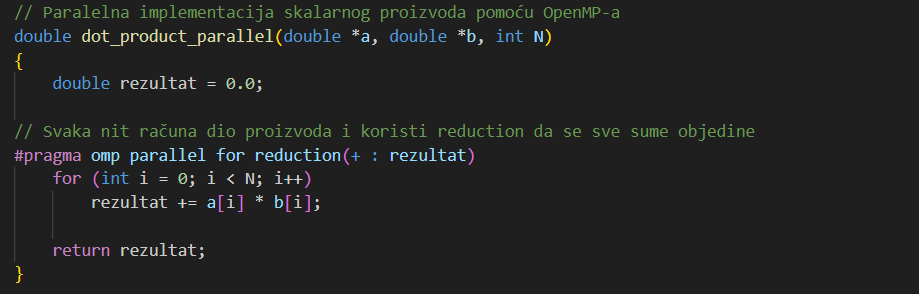 // Paralelna implementacija skalarnog proizvoda pomoću OpenMP-a
double dot_product_parallel(double *a, double *b, int N)
{
    double rezultat = 0.0;

// Svaka nit računa dio proizvoda i koristi reduction da se sve sume objedine
#pragma omp parallel for reduction(+ : rezultat)
    for (int i = 0; i < N; i++)
        rezultat += a[i] * b[i];

    return rezultat;
}